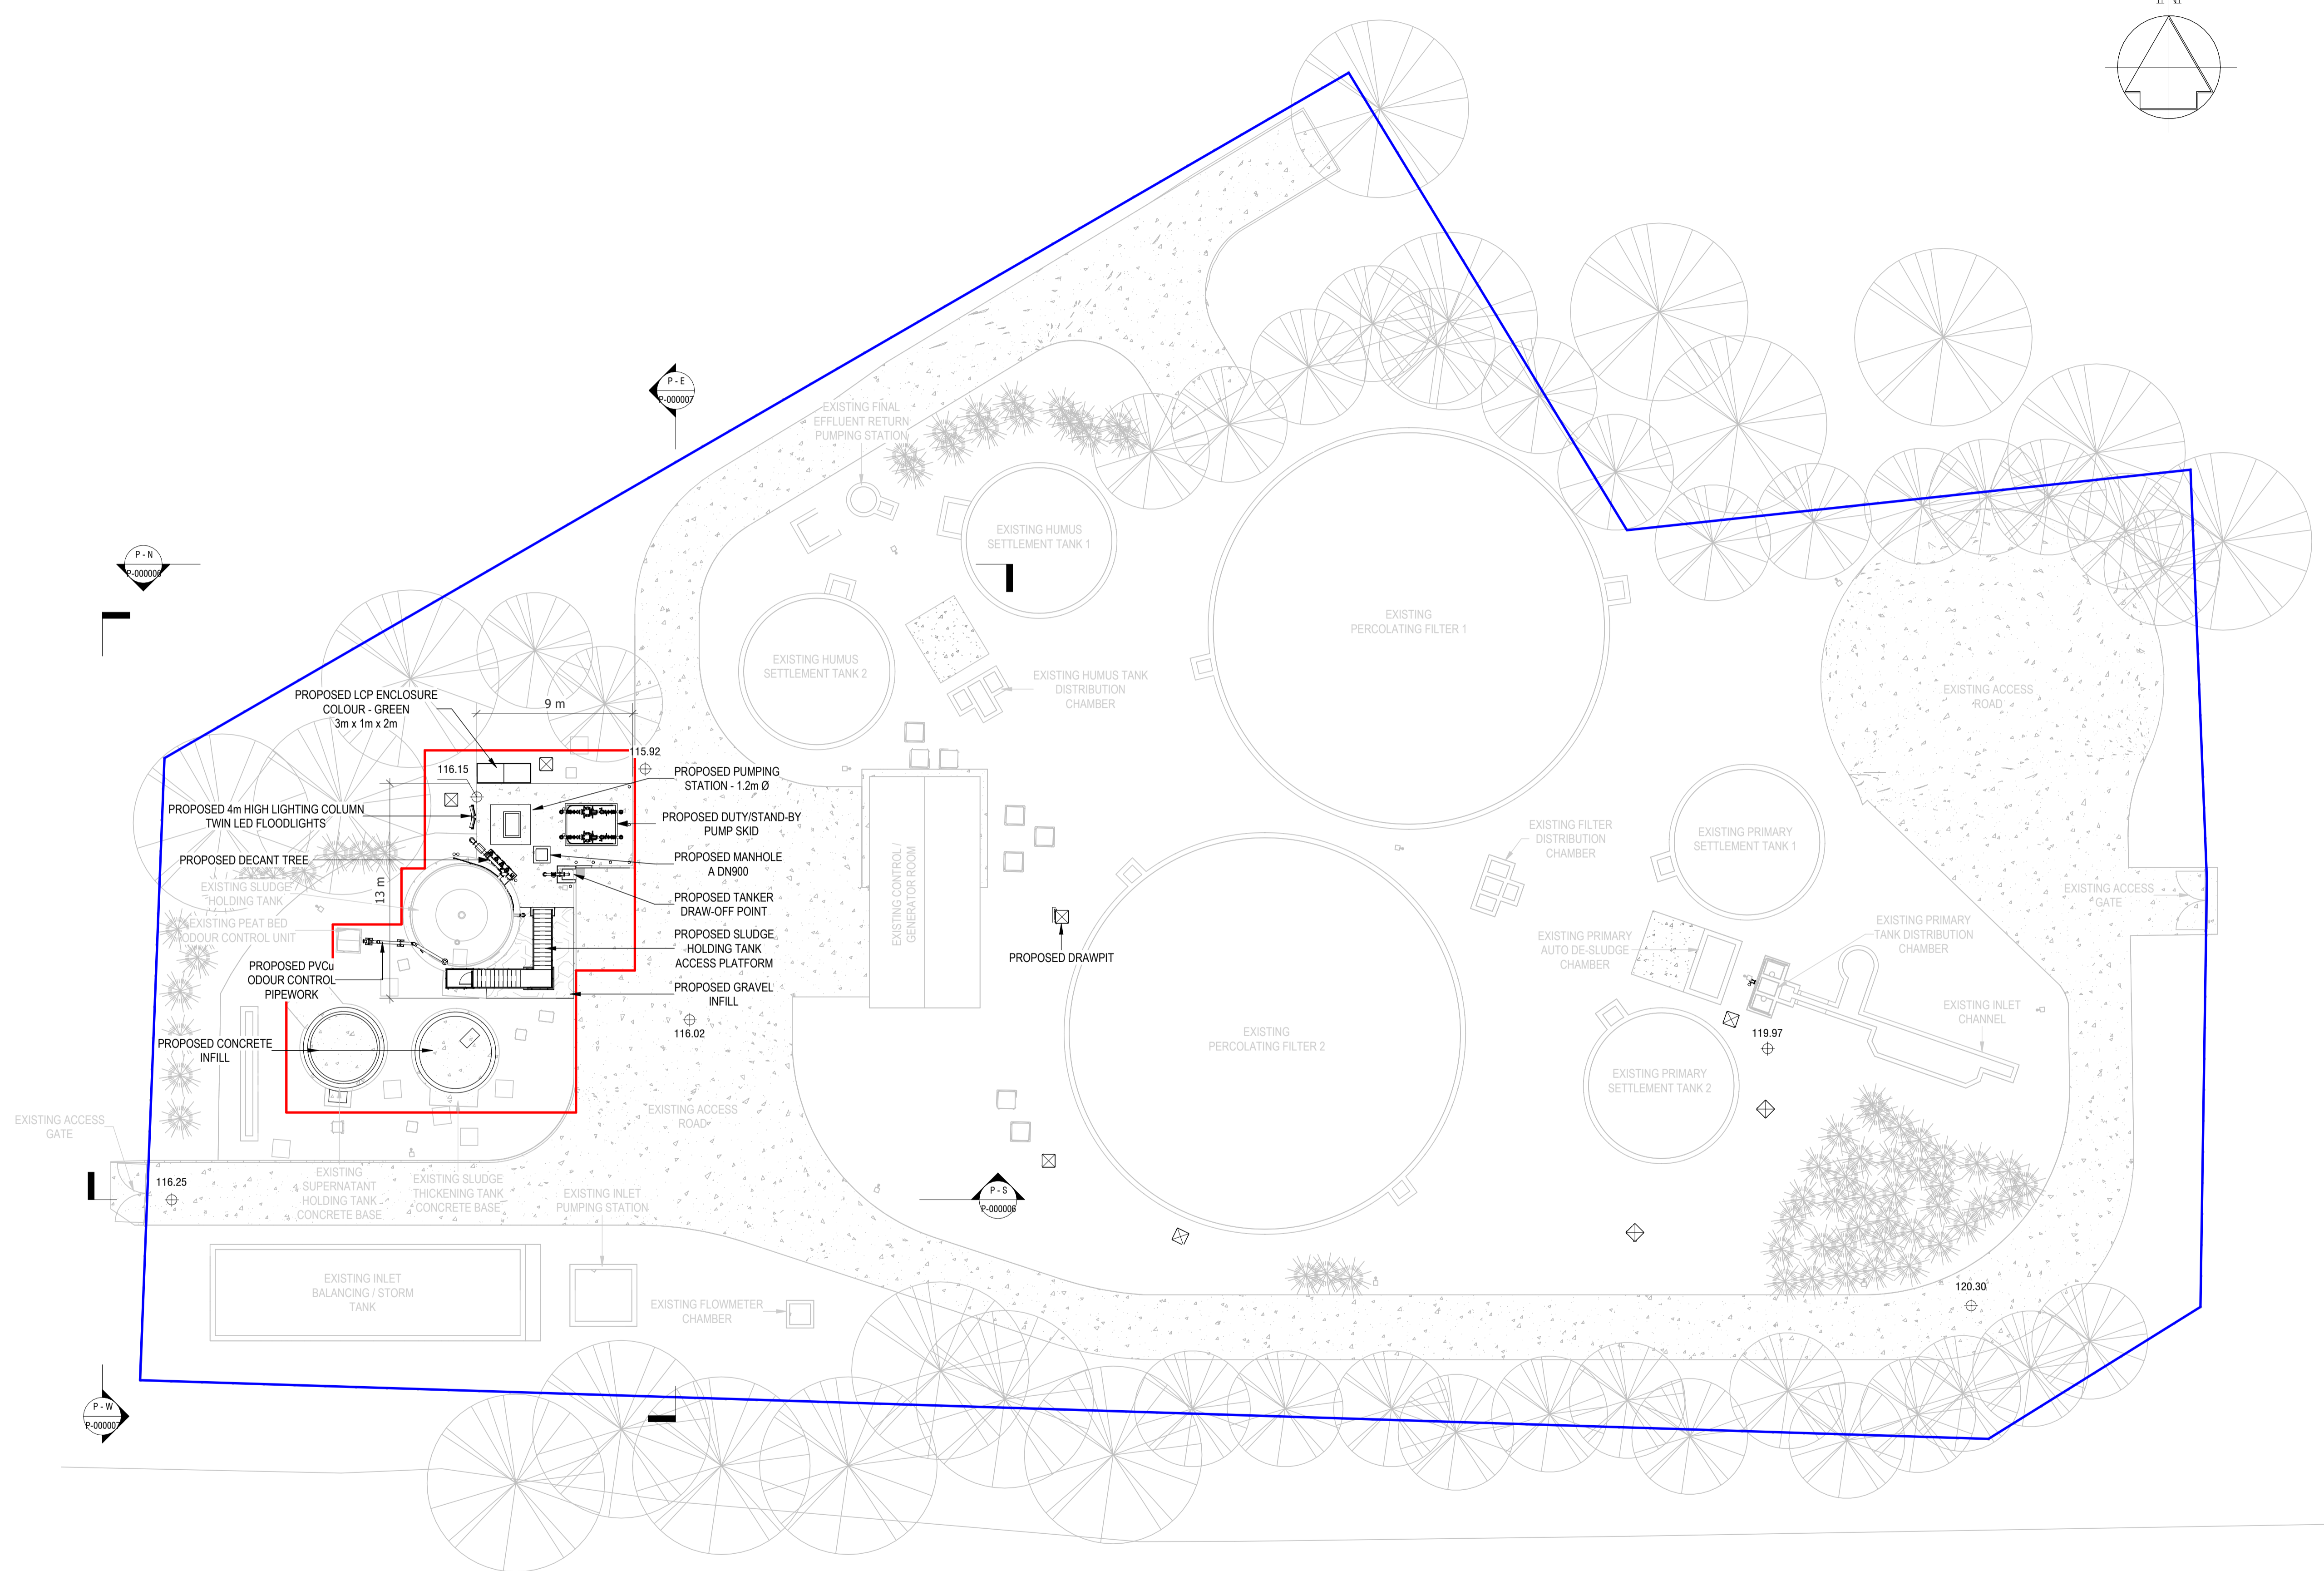 P - E
P-000007
EXISTING FINAL
EFFLUENT RETURN
PUMPING STATION
P - N
P-000006
EXISTING HUMUS
SETTLEMENT TANK 1
EXISTING HUMUS
SETTLEMENT TANK 2
EXISTING HUMUS TANK
DISTRIBUTION
CHAMBER
EXISTING
PERCOLATING FILTER 1
EXISTING ACCESS
ROAD
PROPOSED LCP ENCLOSURE
COLOUR - GREEN
3m x 1m x 2m
9 m
115.92
116.15
PROPOSED PUMPING
STATION - 1.2m Ø
PROPOSED 4m HIGH LIGHTING COLUMN
TWIN LED FLOODLIGHTS
PROPOSED DUTY/STAND-BY
PUMP SKID
PROPOSED DECANT TREE
PROPOSED MANHOLE
A DN900
EXISTING SLUDGE
HOLDING TANK
13 m
PROPOSED TANKER
DRAW-OFF POINT
EXISTING PEAT BED
ODOUR CONTROL UNIT
PROPOSED SLUDGE
HOLDING TANK
ACCESS PLATFORM
PROPOSED PVCu
ODOUR CONTROL
PIPEWORK
PROPOSED GRAVEL
INFILL
116.02
PROPOSED CONCRETE
INFILL
EXISTING CONTROL /
GENERATOR ROOM
PROPOSED DRAWPIT
EXISTING FILTER
DISTRIBUTION
CHAMBER
EXISTING PRIMARY
SETTLEMENT TANK 1
EXISTING ACCESS
GATE
EXISTING PRIMARY
AUTO DE-SLUDGE
CHAMBER
EXISTING PRIMARY
TANK DISTRIBUTION
CHAMBER
EXISTING INLET
CHANNEL
119.97
EXISTING
PERCOLATING FILTER 2
EXISTING PRIMARY
SETTLEMENT TANK 2
EXISTING ACCESS
GATE
EXISTING ACCESS
ROAD
116.25
EXISTING
SUPERNATANT
HOLDING TANK
CONCRETE BASE
EXISTING SLUDGE
THICKENING TANK
CONCRETE BASE
EXISTING INLET
PUMPING STATION
P - S
P-000006
EXISTING INLET
BALANCING / STORM
TANK
EXISTING FLOWMETER
CHAMBER
120.30
P - W
P-000007